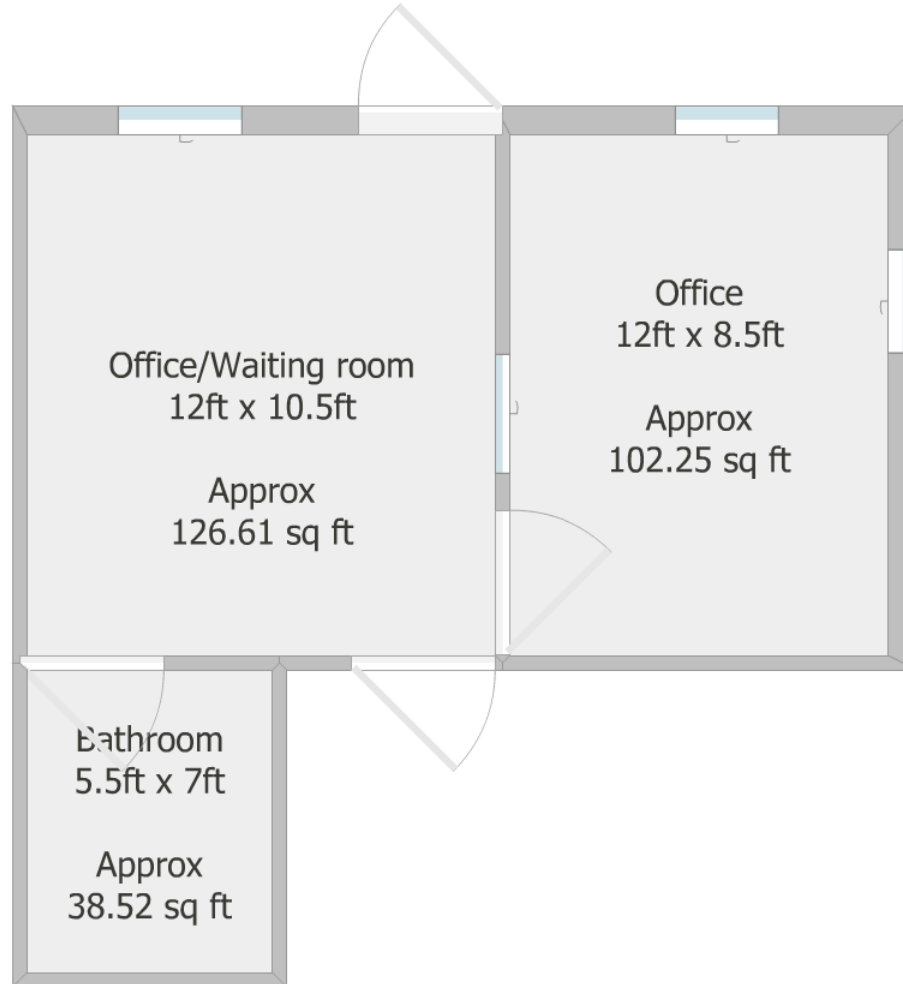 Office/Waiting room
12ft x 10.5ft
Approx
126.61 sq ft
Office
12ft x 8.5ft
Approx
102.25 sq ft
Bathroom
5.5ft x 7ft
Approx
38.52 sq ft